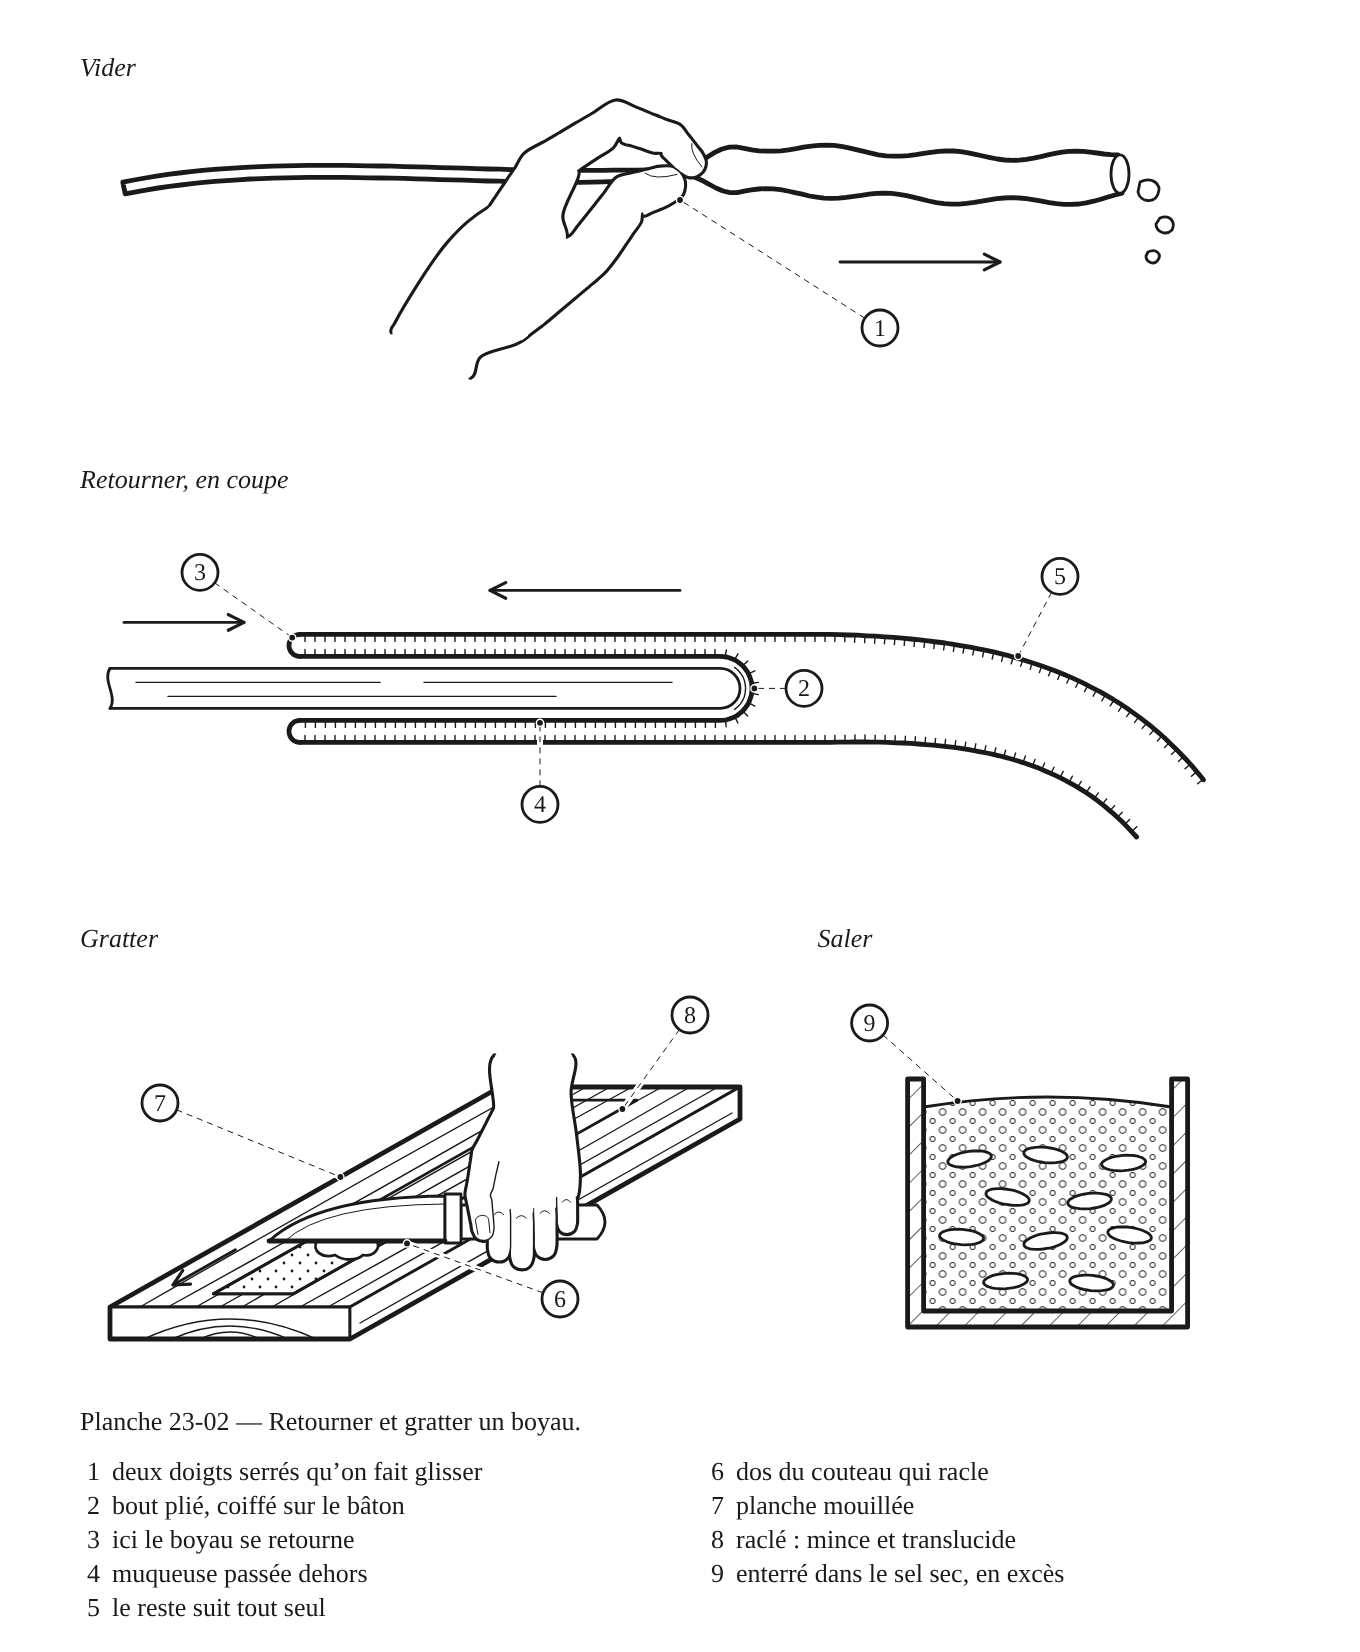 Vider
1
Retourner, en coupe
3
5
2
4
Gratter
Saler
8
9
7
6
Planche 23-02 — Retourner et gratter un boyau.
1 deux doigts serrés qu’on fait glisser
2 bout plié, coiffé sur le bâton
3 ici le boyau se retourne
4 muqueuse passée dehors
5 le reste suit tout seul
6 dos du couteau qui racle
7 planche mouillée
8 raclé : mince et translucide
9 enterré dans le sel sec, en excès